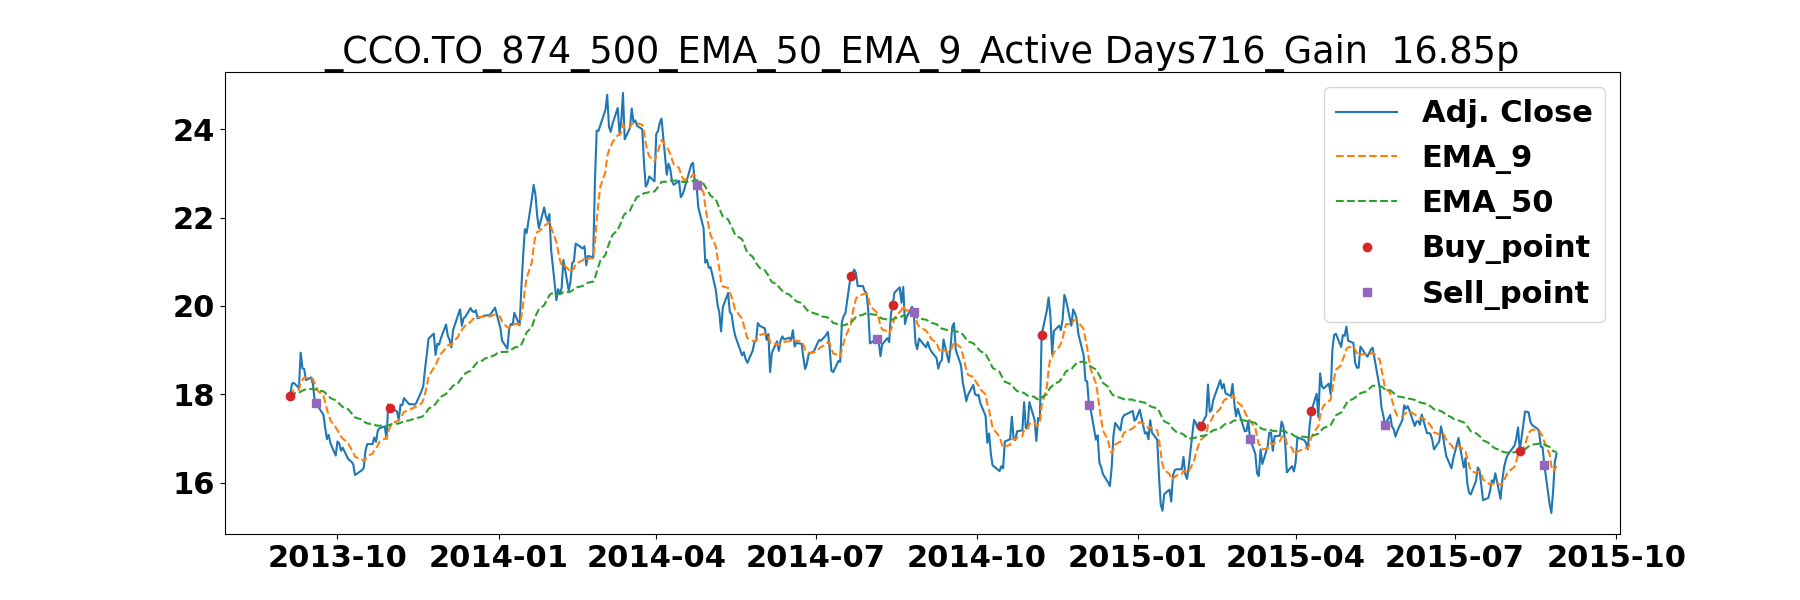 _CCO.TO_874_500_EMA_50_EMA_9_Active Days716_Gain  16.85p
Adj. Close
EMA_9
EMA_50
Buy_point
Sell_point
24
22
20
18
16
2013-10 2014-01 2014-04 2014-07 2014-10 2015-01 2015-04 2015-07 2015-10